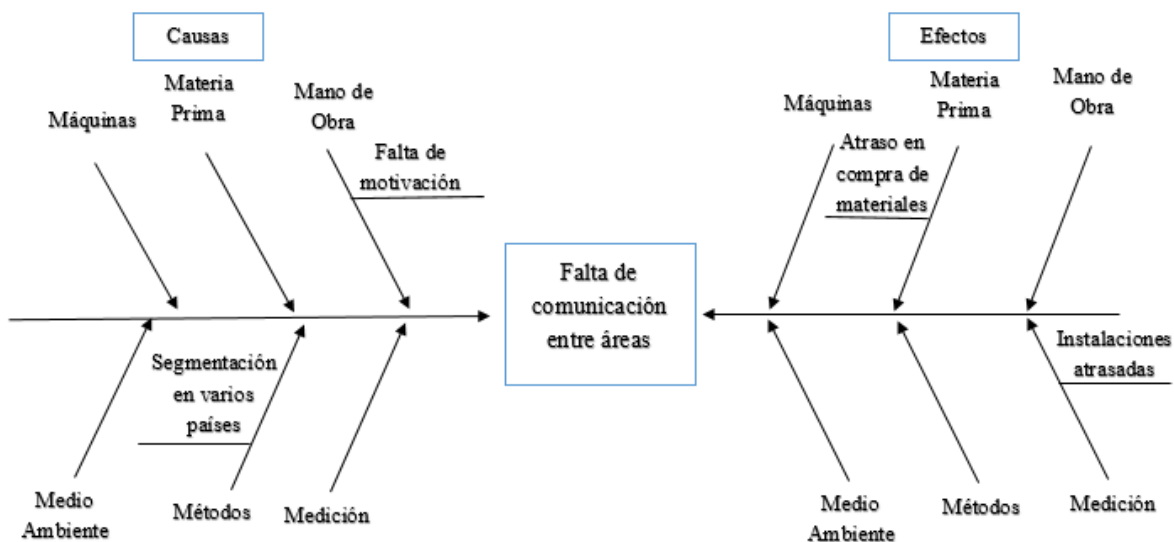 Causas
Efectos
Máquinas
Materia
Prima
Mano de
Obra
Falta de
motivación
Máquinas
Atraso en
compra de
materiales
Materia
Prima
Mano de
Obra
Falta de
comunicación
entre áreas
Segmentación
en varios
países
Instalaciones
atrasadas
Medio
Ambiente
Métodos
Medición
Medio
Ambiente
Métodos
Medición